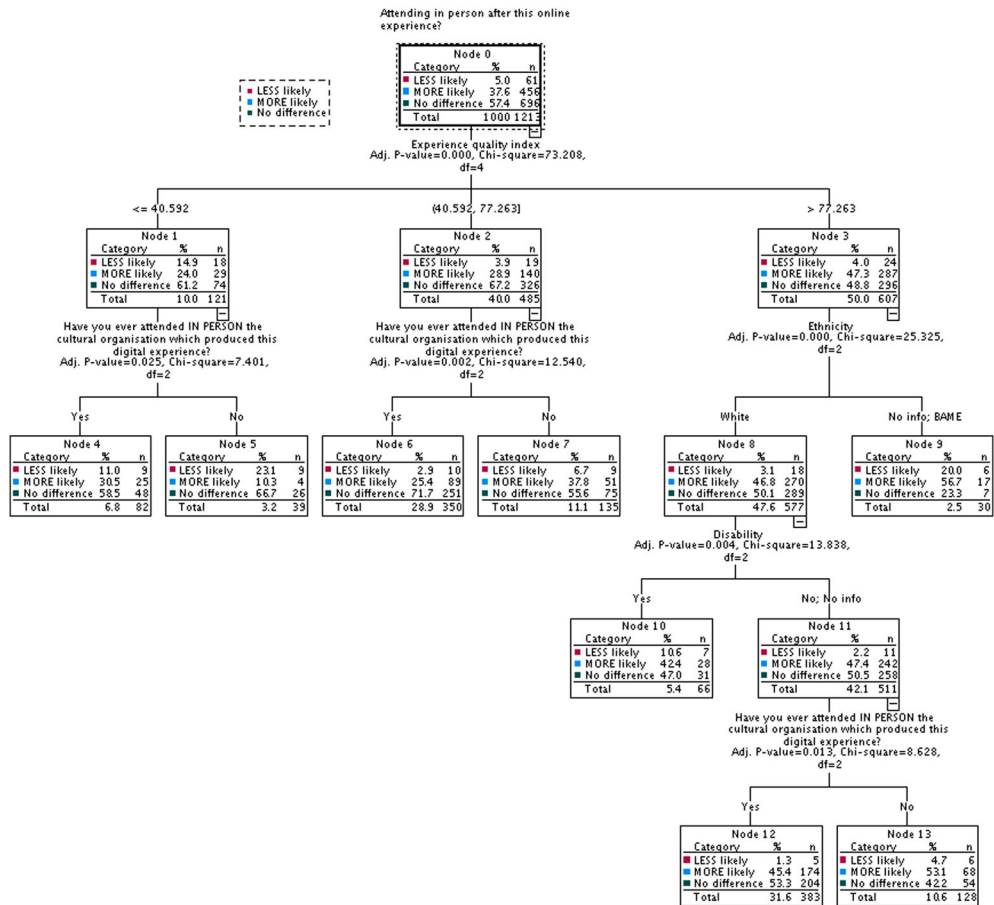 Attending in person after this online
experience?
LESS likely
MORE likely
No difference
Node 0
Category % n
LESS likely 5.0 61
MORE likely 37.6 456
No difference 57.4 696
Total 1000 1213
Experience quality index
Adj. P-value=0.000, Chi-square=73.208,
df=4
<= 40.592
(40.592, 77.263]
> 77.263
Node 1
Category % n
LESS likely 14.9 18
MORE likely 24.0 29
No difference 61.2 74
Total 10.0 121
Node 2
Category % n
LESS likely 3.9 19
MORE likely 28.9 140
No difference 67.2 326
Total 40.0 485
Node 3
Category % n
LESS likely 4.0 24
MORE likely 47.3 287
No difference 48.8 296
Total 50.0 607
Have you ever attended IN PERSON the
cultural organisation which produced this
digital experience?
Adj. P-value=0.025, Chi-square=7.401,
df=2
Have you ever attended IN PERSON the
cultural organisation which produced this
digital experience?
Adj. P-value=0.002, Chi-square=12.540,
df=2
Ethnicity
Adj. P-value=0.000, Chi-square=25.325,
df=2
Yes
No
Yes
No
White
No info; BAME
Node 4
Category % n
LESS likely 11.0 9
MORE likely 30.5 25
No difference 58.5 48
Total 6.8 82
Node 5
Category % n
LESS likely 23.1 9
MORE likely 10.3 4
No difference 66.7 26
Total 3.2 39
Node 6
Category % n
LESS likely 2.9 10
MORE likely 25.4 89
No difference 71.7 251
Total 28.9 350
Node 7
Category % n
LESS likely 6.7 9
MORE likely 37.8 51
No difference 55.6 75
Total 11.1 135
Node 8
Category % n
LESS likely 3.1 18
MORE likely 46.8 270
No difference 50.1 289
Total 47.6 577
Node 9
Category % n
LESS likely 20.0 6
MORE likely 56.7 17
No difference 23.3 7
Total 2.5 30
Disability
Adj. P-value=0.004, Chi-square=13.838,
df=2
Yes
No; No info
Node 10
Category % n
LESS likely 10.6 7
MORE likely 42.4 28
No difference 47.0 31
Total 5.4 66
Node 11
Category % n
LESS likely 2.2 11
MORE likely 47.4 242
No difference 50.5 258
Total 42.1 511
Have you ever attended IN PERSON the
cultural organisation which produced this
digital experience?
Adj. P-value=0.013, Chi-square=8.628,
df=2
Yes
No
Node 12
Category % n
LESS likely 1.3 5
MORE likely 45.4 174
No difference 53.3 204
Total 31.6 383
Node 13
Category % n
LESS likely 4.7 6
MORE likely 53.1 68
No difference 42.2 54
Total 10.6 128